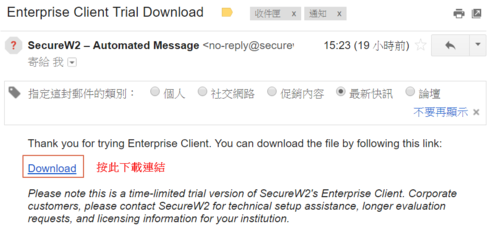 Enterprise Client Trial Download 收件匣 x 通知 x
? SecureW2 – Automated Message <no-reply@securew 15:23 (19 小時前)
寄給 我
指定這封郵件的類別： 個人 社交網路 促銷內容 最新快訊 論壇
不要再顯示 ×
Thank you for trying Enterprise Client. You can download the file by following this link:
Download 按此下載連結
Please note this is a time-limited trial version of SecureW2's Enterprise Client. Corporate
customers, please contact SecureW2 for technical setup assistance, longer evaluation
requests, and licensing information for your institution.